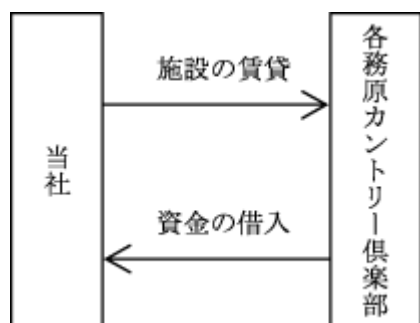 当社
施設の賃貸
資金の借入
各務原カントリー倶楽部